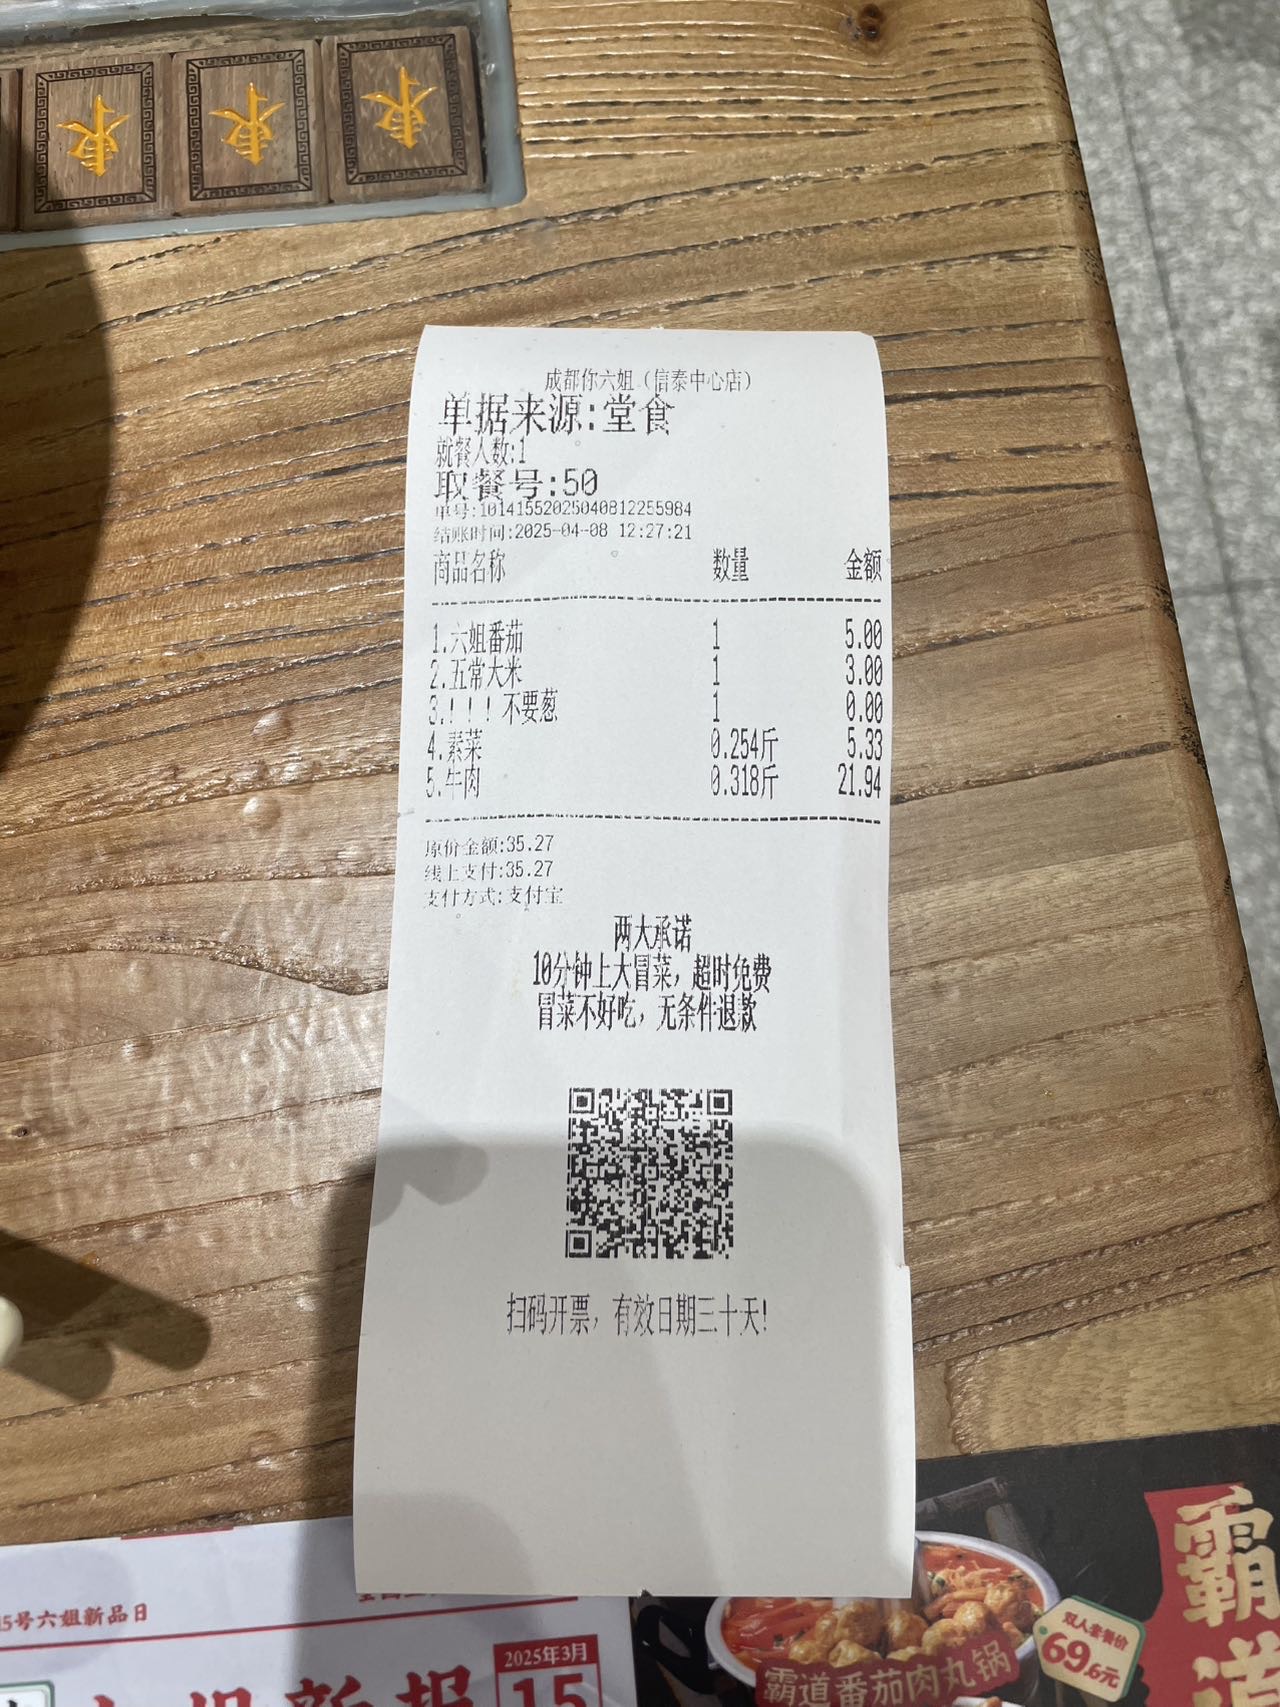 東 東 東
成都你六姐(信泰中心店)
单据来源:堂食
就餐人数:1
取餐号:50
单号:10141552025040812255984
结账时间:2025-04-08 12:27:21
商品名称 数量 金额
1.六姐番茄 1 5.00
2.五常大米 1 3.00
3.!!!不要葱 1 0.00
4.素菜 0.254斤 5.33
5.牛肉 0.318斤 21.94
原价金额:35.27
线上支付:35.27
支付方式:支付宝
两大承诺
10分钟上大冒菜，超时免费
冒菜不好吃，无条件退款
扫码开票，有效日期三十天!
15号六姐新品日
2025年3月
15
霸道
双人套餐价
69.6元
霸道番茄肉丸锅